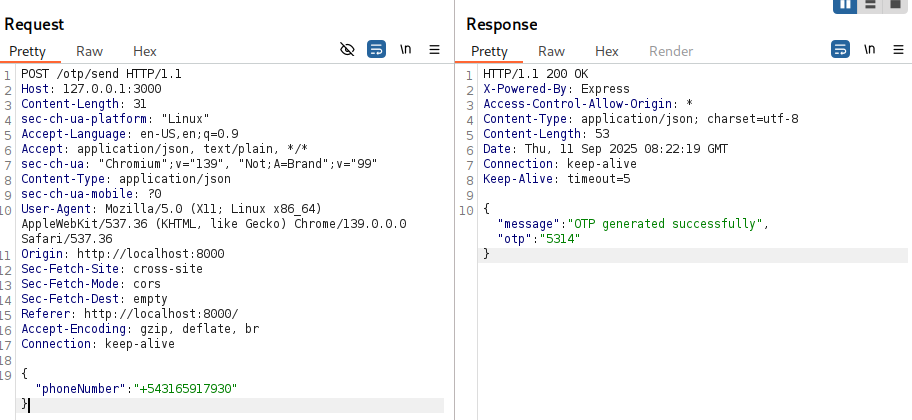 Request
Pretty Raw Hex \n
1 POST /otp/send HTTP/1.1
2 Host: 127.0.0.1:3000
3 Content-Length: 31
4 sec-ch-ua-platform: "Linux"
5 Accept-Language: en-US,en;q=0.9
6 Accept: application/json, text/plain, */*
7 sec-ch-ua: "Chromium";v="139", "Not;A=Brand";v="99"
8 Content-Type: application/json
9 sec-ch-ua-mobile: ?0
10 User-Agent: Mozilla/5.0 (X11; Linux x86_64)
AppleWebKit/537.36 (KHTML, like Gecko) Chrome/139.0.0.0
Safari/537.36
11 Origin: http://localhost:8000
12 Sec-Fetch-Site: cross-site
13 Sec-Fetch-Mode: cors
14 Sec-Fetch-Dest: empty
15 Referer: http://localhost:8000/
16 Accept-Encoding: gzip, deflate, br
17 Connection: keep-alive
18
19 {
"phoneNumber":"+543165917930"
}
Response
Pretty Raw Hex Render \n
1 HTTP/1.1 200 OK
2 X-Powered-By: Express
3 Access-Control-Allow-Origin: *
4 Content-Type: application/json; charset=utf-8
5 Content-Length: 53
6 Date: Thu, 11 Sep 2025 08:22:19 GMT
7 Connection: keep-alive
8 Keep-Alive: timeout=5
9
10 {
"message":"OTP generated successfully",
"otp":"5314"
}